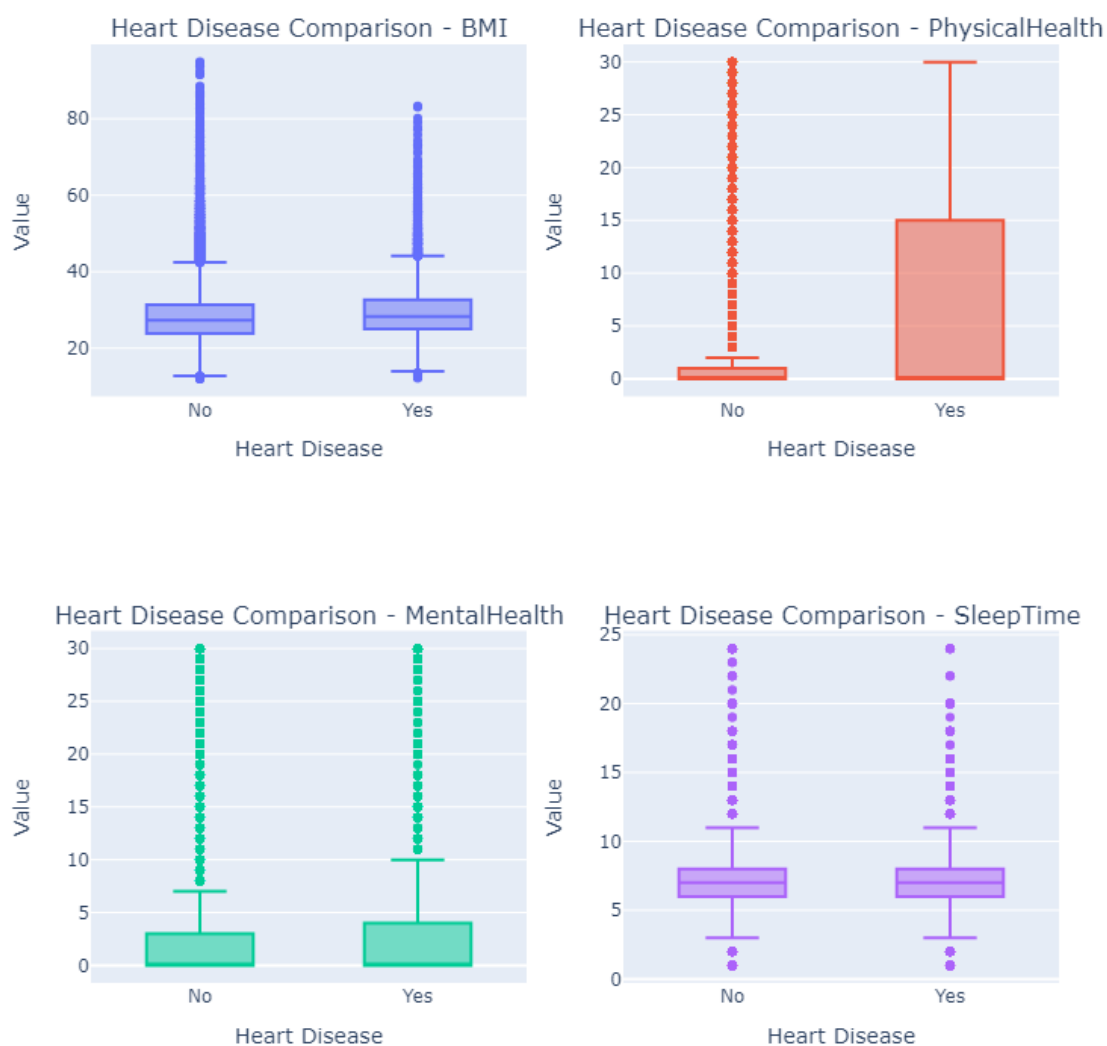 Heart Disease Comparison - BMI
Value
80
60
40
20
No Yes
Heart Disease
Heart Disease Comparison - PhysicalHealth
Value
30
25
20
15
10
5
0
No Yes
Heart Disease
Heart Disease Comparison - MentalHealth
Value
30
25
20
15
10
5
0
No Yes
Heart Disease
Heart Disease Comparison - SleepTime
Value
25
20
15
10
5
0
No Yes
Heart Disease